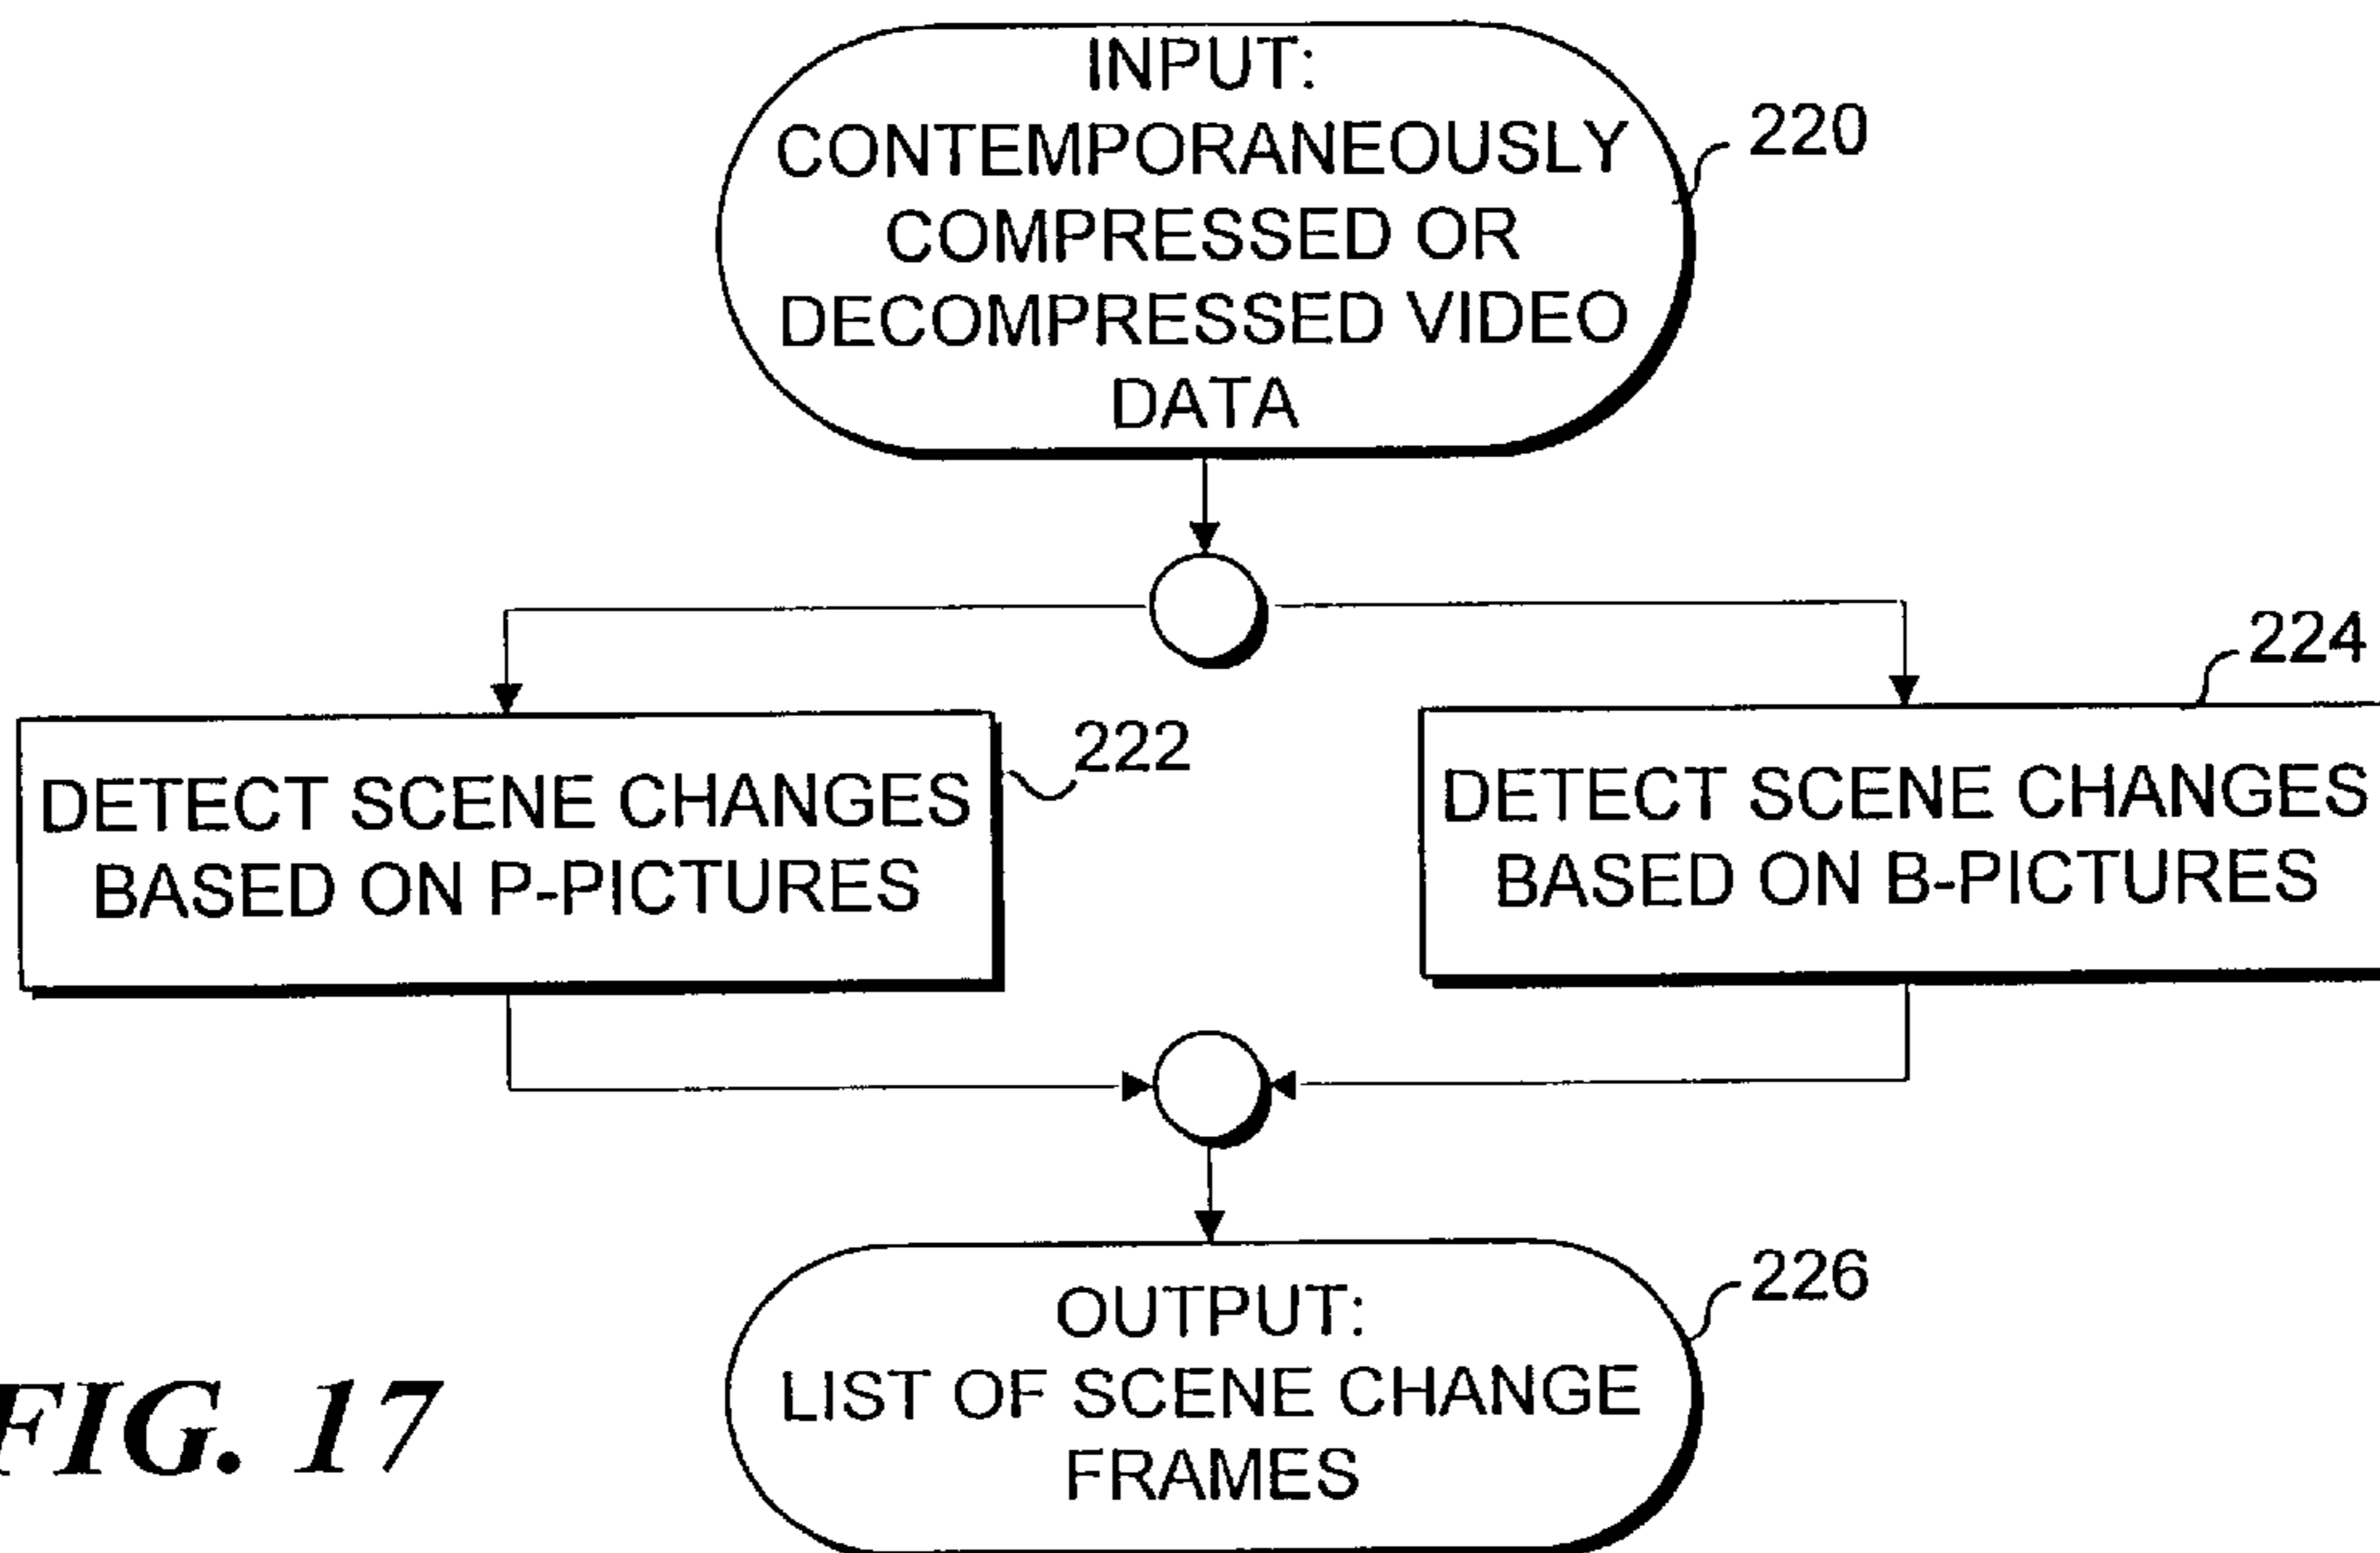 INPUT:
CONTEMPORANEOUSLY
COMPRESSED OR
DECOMPRESSED VIDEO
DATA
220
DETECT SCENE CHANGES
BASED ON P-PICTURES
222
224
DETECT SCENE CHANGES
BASED ON B-PICTURES
OUTPUT:
LIST OF SCENE CHANGE
FRAMES
226
FIG. 17